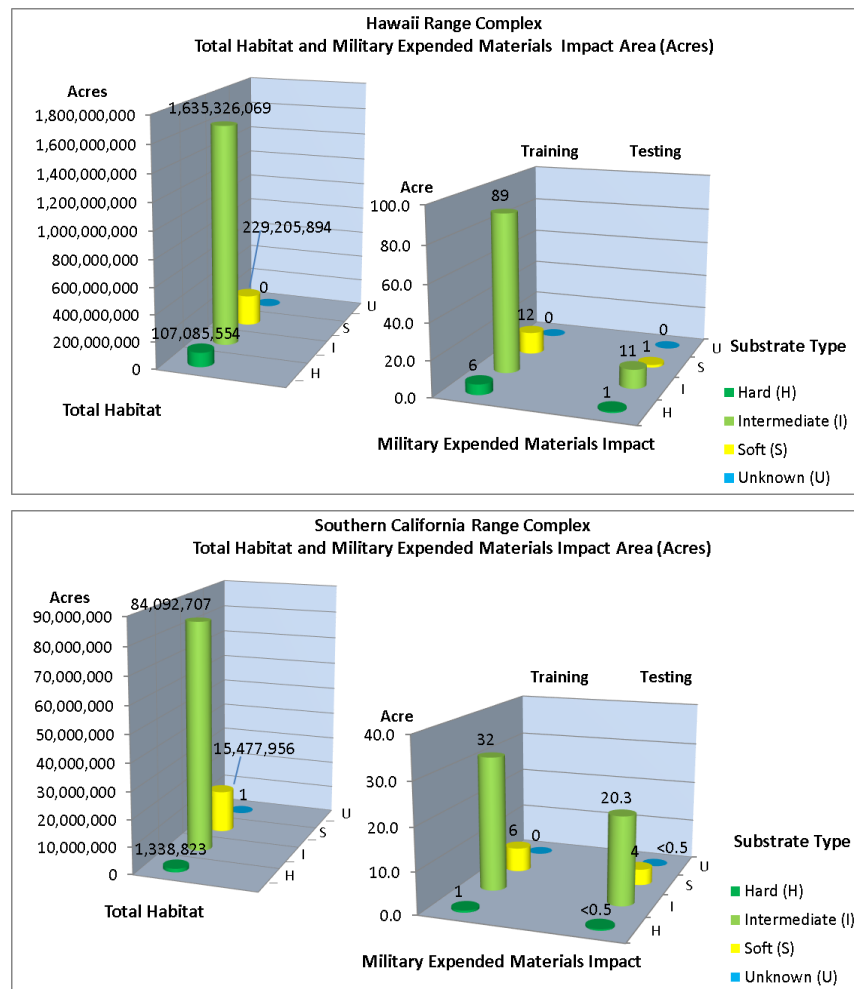 Hawaii Range Complex
Total Habitat and Military Expended Materials Impact Area (Acres)
Acres
1,800,000,000
1,600,000,000
1,400,000,000
1,200,000,000
1,000,000,000
800,000,000
600,000,000
400,000,000
200,000,000
0
1,635,326,069
229,205,894
0
107,085,554
U
S
I
H
Total Habitat
Training
Testing
Acre
100.0
80.0
60.0
40.0
20.0
0.0
89
12
0
6
0
11
1
1
U
S
I
H
Military Expended Materials Impact
Substrate Type
Hard (H)
Intermediate (I)
Soft (S)
Unknown (U)
Southern California Range Complex
Total Habitat and Military Expended Materials Impact Area (Acres)
Acres
90,000,000
80,000,000
70,000,000
60,000,000
50,000,000
40,000,000
30,000,000
20,000,000
10,000,000
0
84,092,707
15,477,956
1
1,338,823
U
S
I
H
Total Habitat
Training
Testing
Acre
40.0
30.0
20.0
10.0
0.0
32
6
0
1
20.3
4
<0.5
<0.5
U
S
I
H
Military Expended Materials Impact
Substrate Type
Hard (H)
Intermediate (I)
Soft (S)
Unknown (U)